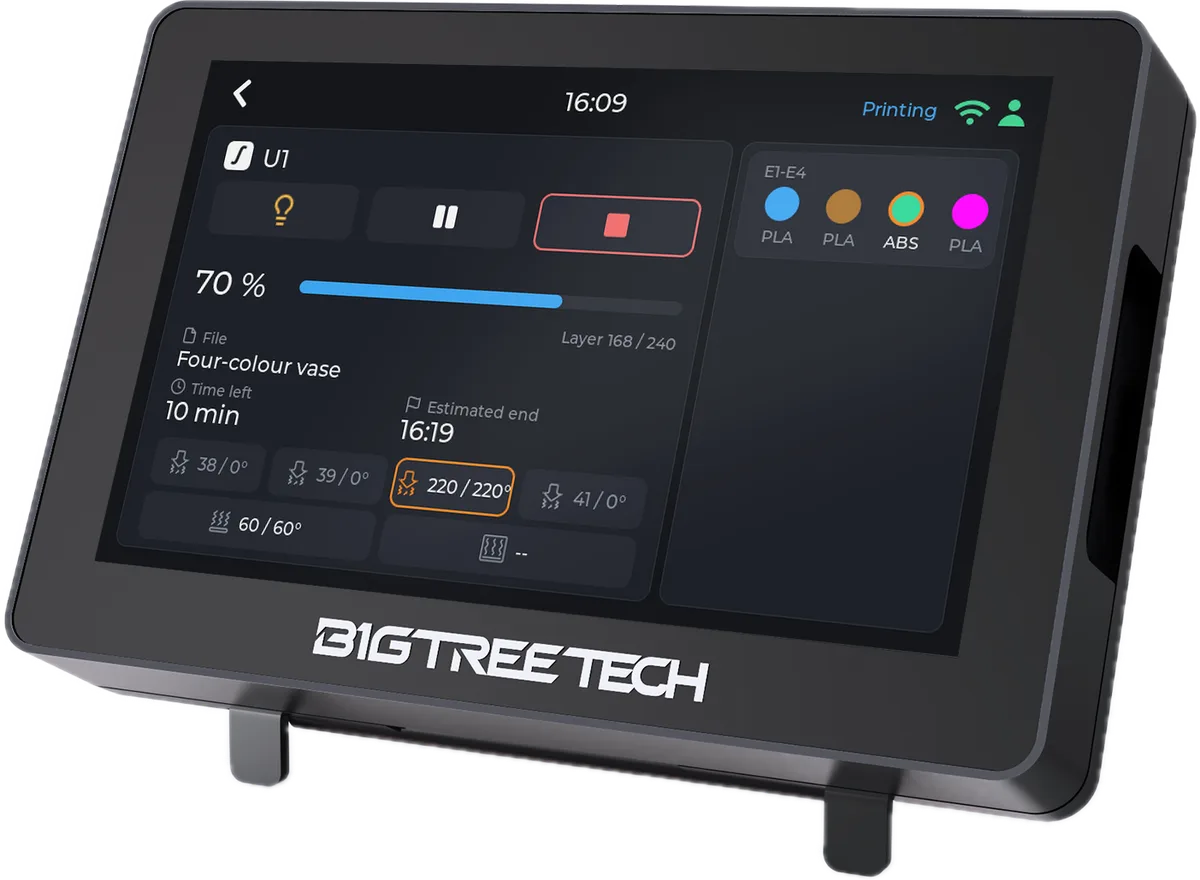 16:09
Printing
U1
70 %
Layer 168 / 240
File
Four-colour vase
Time left
10 min
Estimated end
16:19
38 / 0°
39 / 0°
220 / 220°
41 / 0°
60 / 60°
--
E1-E4
PLA
PLA
ABS
PLA
BIGTREETECH